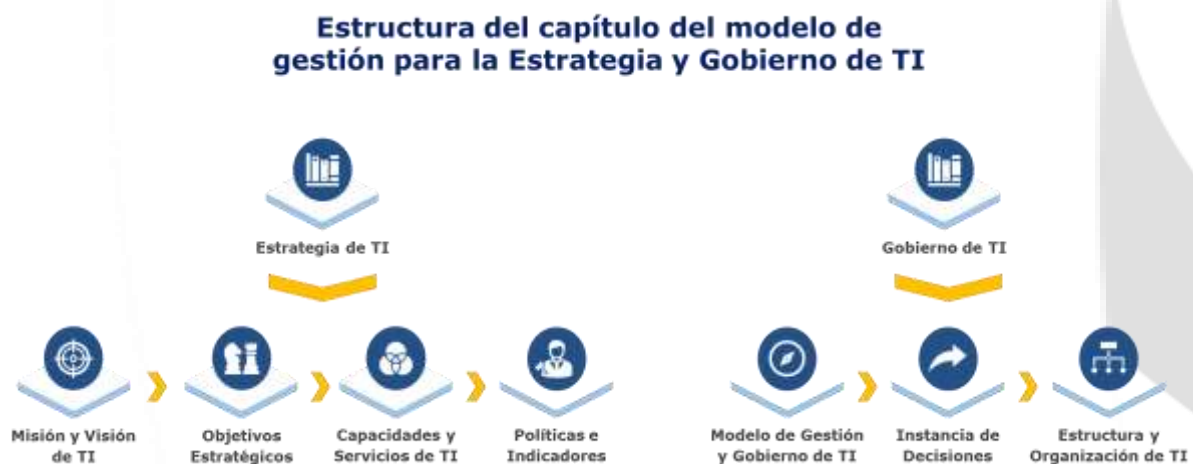 Estructura del capítulo del modelo de
gestión para la Estrategia y Gobierno de TI
Estrategia de TI
Gobierno de TI
Misión y Visión
de TI
Objetivos
Estratégicos
Capacidades y
Servicios de TI
Políticas e
Indicadores
Modelo de Gestión
y Gobierno de TI
Instancia de
Decisiones
Estructura y
Organización de TI